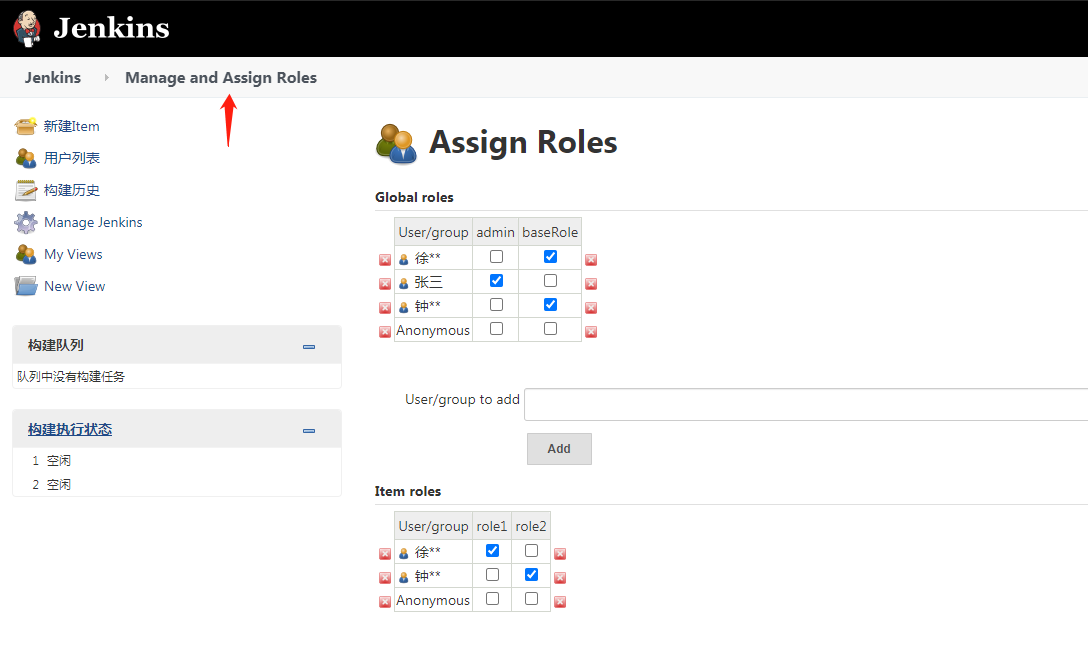 Jenkins
Jenkins Manage and Assign Roles
新建Item
用户列表
构建历史
Manage Jenkins
My Views
New View
构建队列
队列中没有构建任务
构建执行状态
1 空闲
2 空闲
Assign Roles
Global roles
User/group admin baseRole
徐**
张三
钟**
Anonymous
User/group to add
Add
Item roles
User/group role1 role2
徐**
钟**
Anonymous